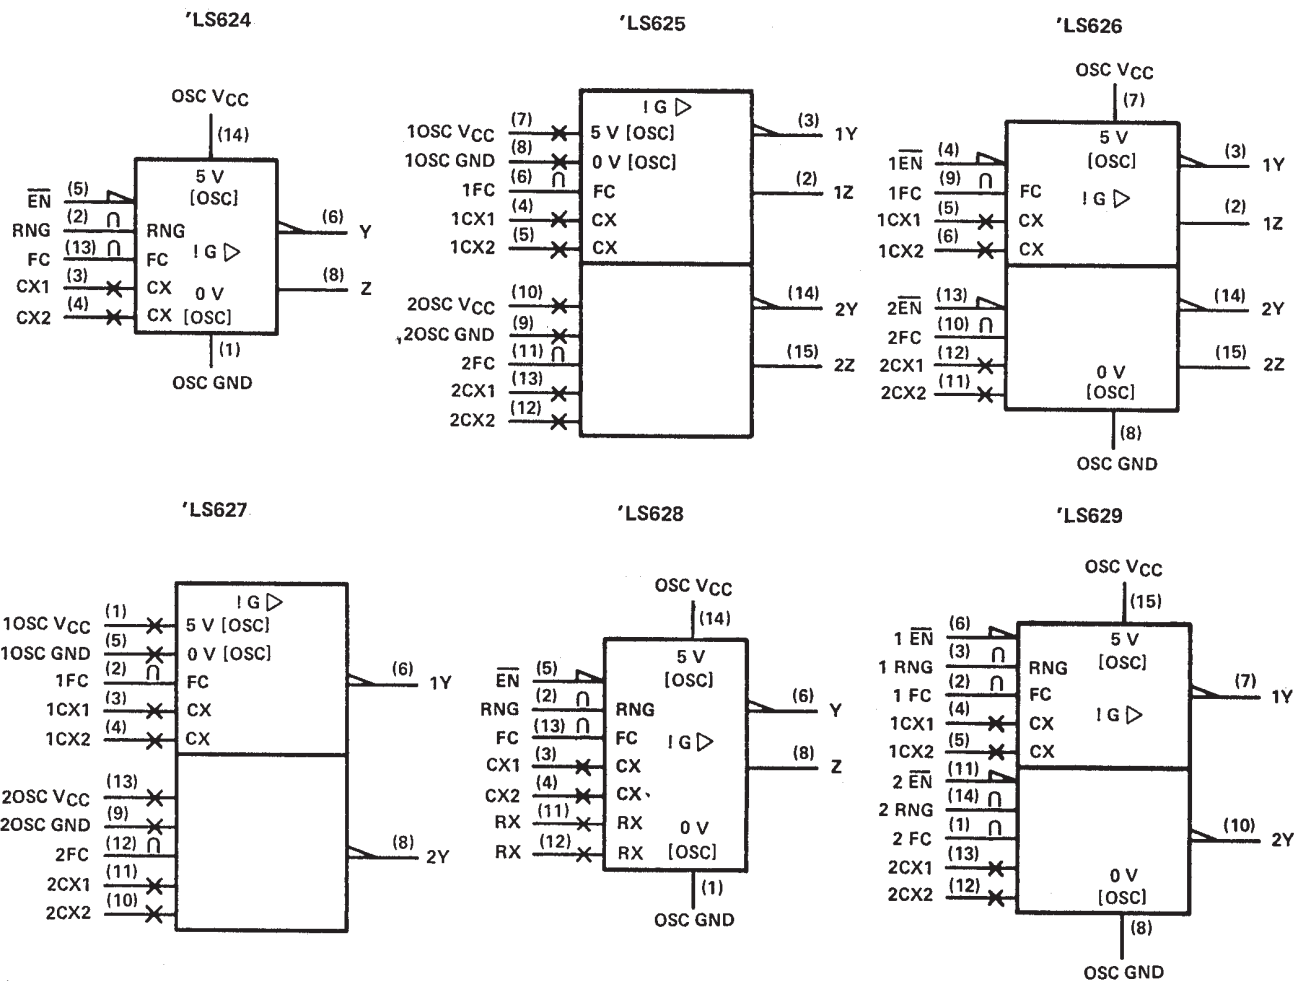 'LS624
OSC VCC
(14)
5 V
[OSC]
EN (5)
RNG (2) ∩ RNG
FC (13) ∩ FC
CX1 (3) CX
CX2 (4) CX
! G ▷
0 V
[OSC]
(6) Y
(8) Z
(1)
OSC GND
'LS625
! G ▷
1OSC VCC (7) 5 V [OSC]
1OSC GND (8) 0 V [OSC]
1FC (6) ∩ FC
1CX1 (4) CX
1CX2 (5) CX
(3) 1Y
(2) 1Z
2OSC VCC (10)
2OSC GND (9)
2FC (11) ∩
2CX1 (13)
2CX2 (12)
(14) 2Y
(15) 2Z
'LS626
OSC VCC
(7)
5 V
[OSC]
1EN (4)
1FC (9) ∩ FC
1CX1 (5) CX
1CX2 (6) CX
! G ▷
(3) 1Y
(2) 1Z
2EN (13)
2FC (10) ∩
2CX1 (12)
2CX2 (11)
0 V
[OSC]
(14) 2Y
(15) 2Z
(8)
OSC GND
'LS627
! G ▷
1OSC VCC (1) 5 V [OSC]
1OSC GND (5) 0 V [OSC]
1FC (2) ∩ FC
1CX1 (3) CX
1CX2 (4) CX
(6) 1Y
2OSC VCC (13)
2OSC GND (9)
2FC (12) ∩
2CX1 (11)
2CX2 (10)
(8) 2Y
'LS628
OSC VCC
(14)
5 V
[OSC]
EN (5)
RNG (2) ∩ RNG
FC (13) ∩ FC
CX1 (3) CX
CX2 (4) CX
RX (11) RX
RX (12) RX
! G ▷
0 V
[OSC]
(6) Y
(8) Z
(1)
OSC GND
'LS629
OSC VCC
(15)
5 V
[OSC]
1 EN (6)
1 RNG (3) ∩ RNG
1 FC (2) ∩ FC
1CX1 (4) CX
1CX2 (5) CX
! G ▷
(7) 1Y
2 EN (11)
2 RNG (14) ∩
2 FC (1) ∩
2CX1 (13)
2CX2 (12)
0 V
[OSC]
(10) 2Y
(8)
OSC GND